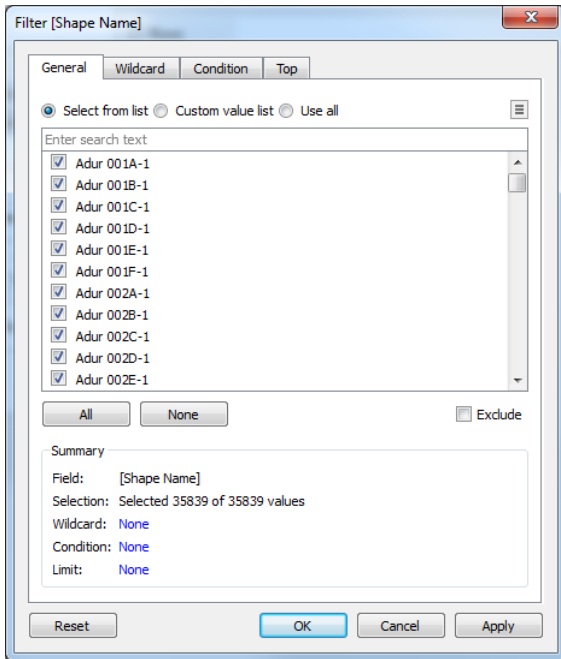 Filter [Shape Name]
General Wildcard Condition Top
Select from list Custom value list Use all
Enter search text
Adur 001A-1
Adur 001B-1
Adur 001C-1
Adur 001D-1
Adur 001E-1
Adur 001F-1
Adur 002A-1
Adur 002B-1
Adur 002C-1
Adur 002D-1
Adur 002E-1
All None Exclude
Summary
Field: [Shape Name]
Selection: Selected 35839 of 35839 values
Wildcard: None
Condition: None
Limit: None
Reset OK Cancel Apply